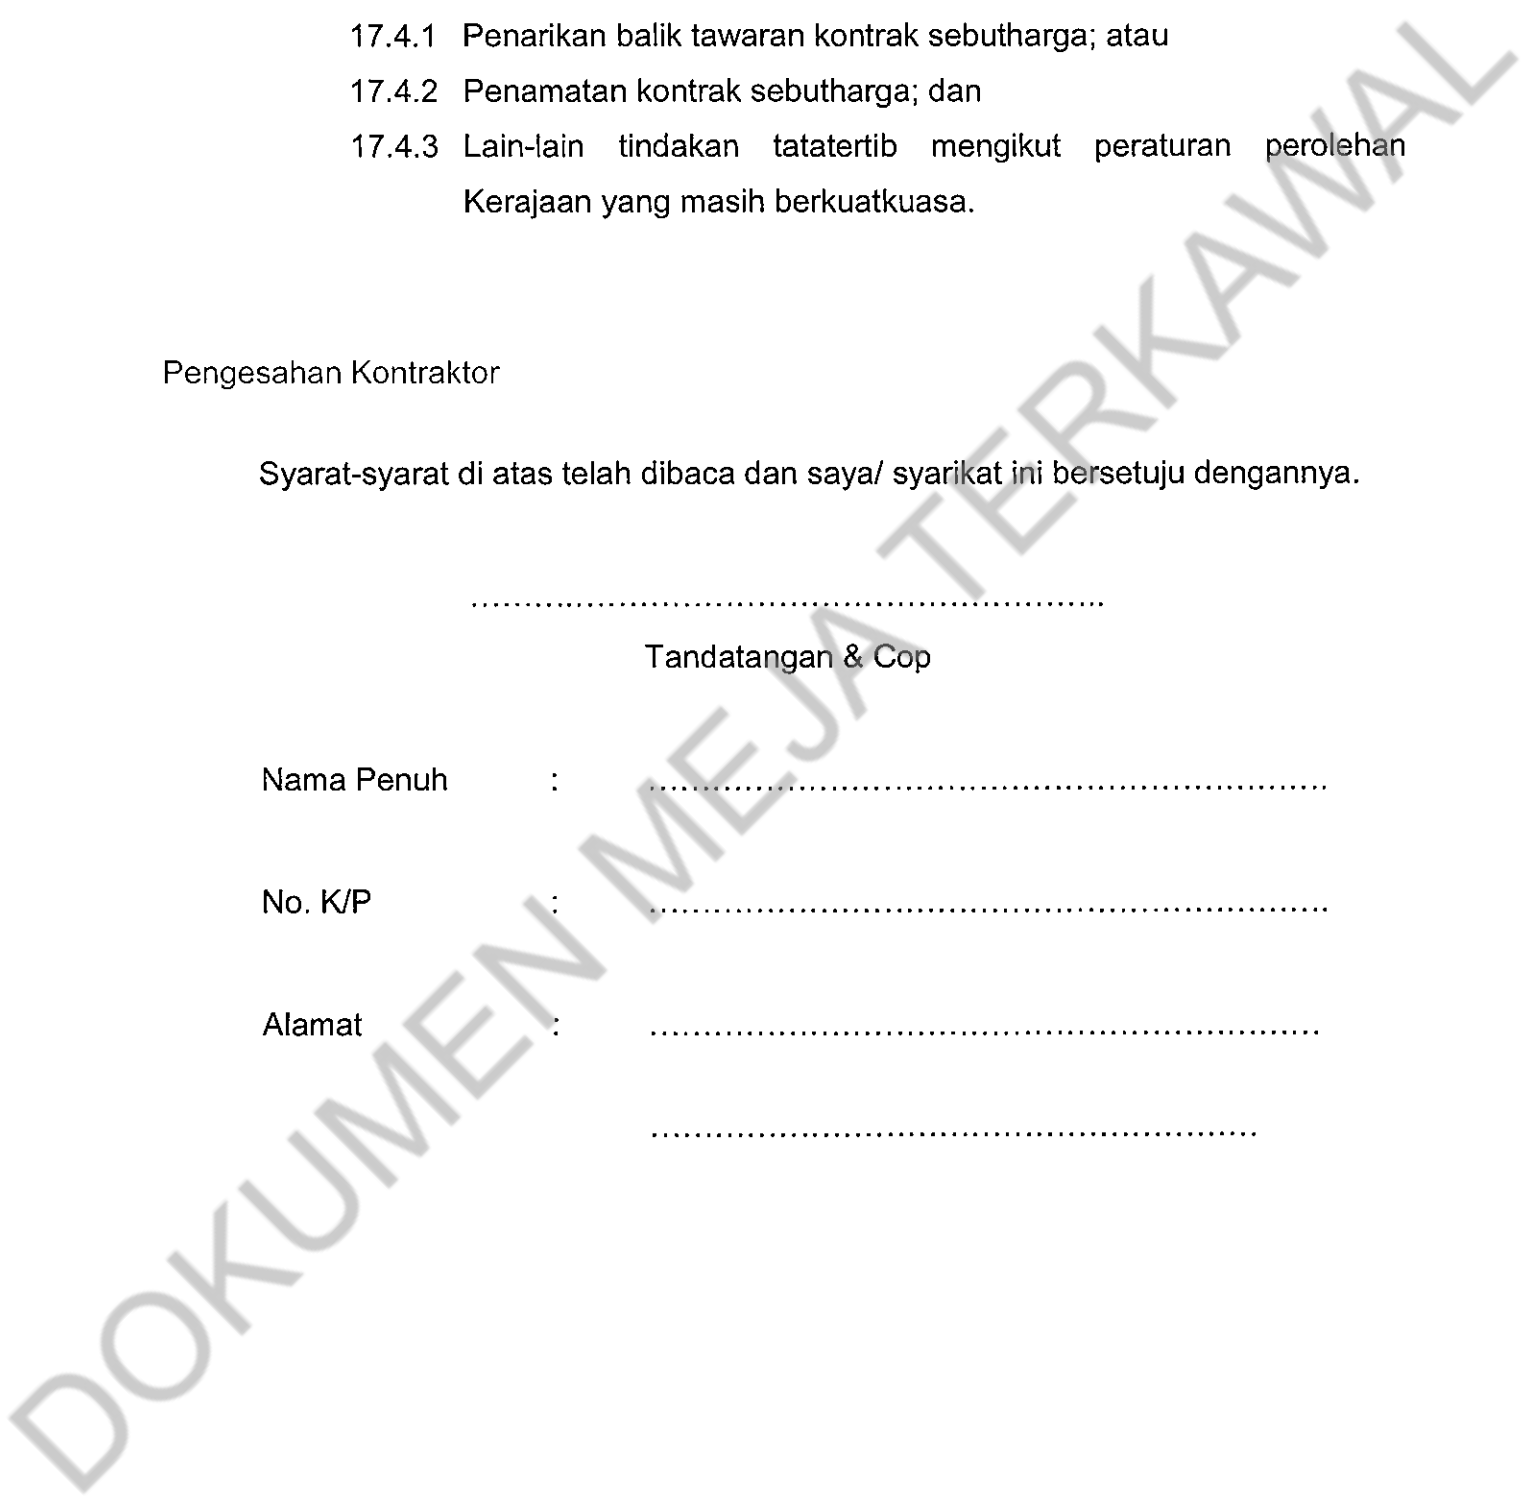 17.4.1 Penarikan balik tawaran kontrak sebutharga; atau
17.4.2 Penamatan kontrak sebutharga; dan
17.4.3 Lain-lain tindakan tatatertib mengikut peraturan perolehan
Kerajaan yang masih berkuatkuasa.
Pengesahan Kontraktor
Syarat-syarat di atas telah dibaca dan saya/ syarikat ini bersetuju dengannya.
..............................................................
Tandatangan & Cop
Nama Penuh : ..................................................................
No. K/P : ..................................................................
Alamat : .................................................................
...........................................................
DOKUMEN MEJA TERKAWAL